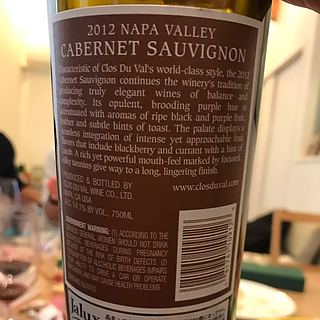 2012 NAPA VALLEY
CABERNET SAUVIGNON
Characteristic of Clos Du Val's world-class style, the 2012
Cabernet Sauvignon continues the winery's tradition of
producing truly elegant wines of balance and
complexity. Its opulent, brooding purple hue is
accentuated with aromas of ripe black and purple fruit,
leather and subtle hints of toast. The palate displays a
seamless integration of intense yet approachable fruit
flavors that include blackberry and currant with a hint of
A rich yet powerful mouth-feel marked by focused,
silky tannins give way to a long, lingering finish.
PRODUCED & BOTTLED BY
CLOS DU VAL WINE CO., LTD.
NAPA, CA USA
ALC. 14.1% BY VOL., 750ML
www.closduval.com
GOVERNMENT WARNING: (1) ACCORDING TO THE
SURGEON GENERAL, WOMEN SHOULD NOT DRINK
ALCOHOLIC BEVERAGES DURING PREGNANCY
BECAUSE OF THE RISK OF BIRTH DEFECTS. (2)
CONSUMPTION OF ALCOHOLIC BEVERAGES IMPAIRS
YOUR ABILITY TO DRIVE A CAR OR OPERATE
MACHINERY, AND MAY CAUSE HEALTH PROBLEMS.
Jalux